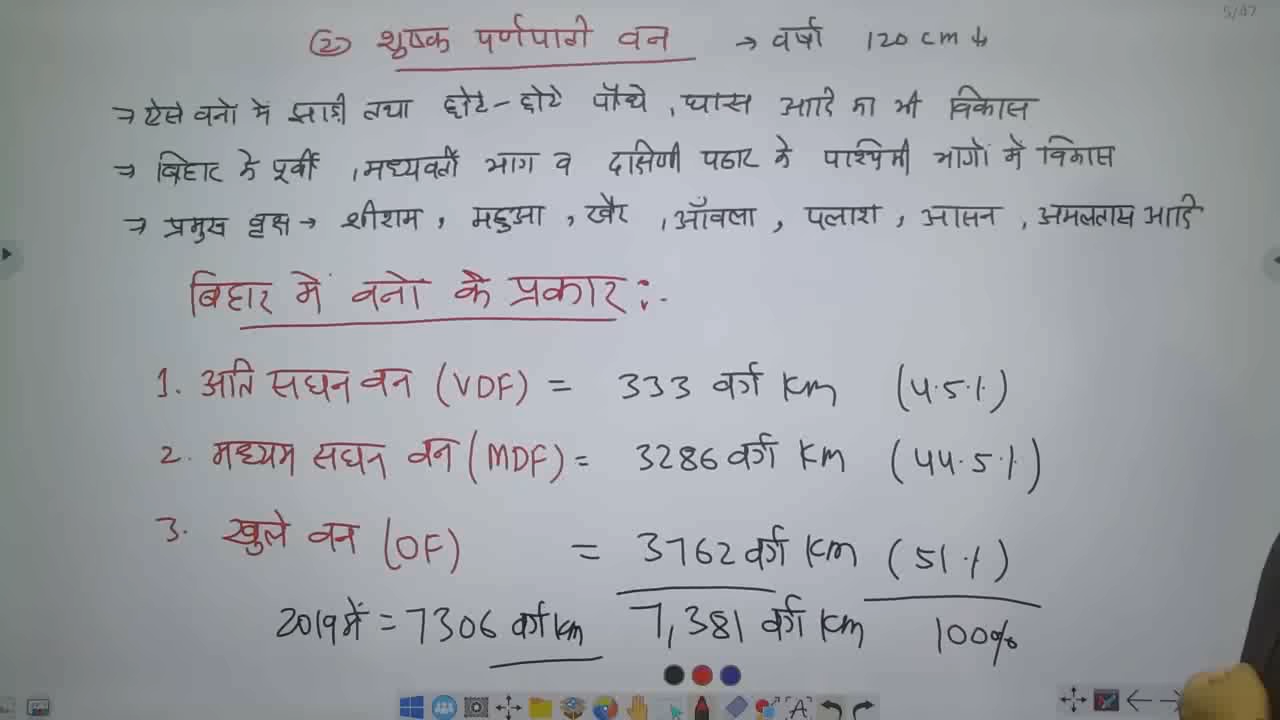 5/47
② शुष्क पर्णपाती वन → वर्षा 120 cm ↓
→ ऐसे वनो मे झाड़ी तथा छोटे-छोटे पौधे, घास आदि का भी विकास
→ बिहार के पूर्वी, मध्यवर्ती भाग व दक्षिणी पठार के पश्चिमी भागों में विकास
→ प्रमुख वृक्ष → शीशम, महुआ, खैर, आँवला, पलाश, आसन, अमलतास आदि
बिहार में वनो के प्रकार :-
1. अति सघन वन (VDF) = 333 वर्ग km (4.5%)
2. मध्यम सघन वन (MDF) = 3286 वर्ग km (44.5%)
3. खुले वन (OF) = 3762 वर्ग km (51%)
2019 में = 7306 वर्ग km 7,381 वर्ग km 100%